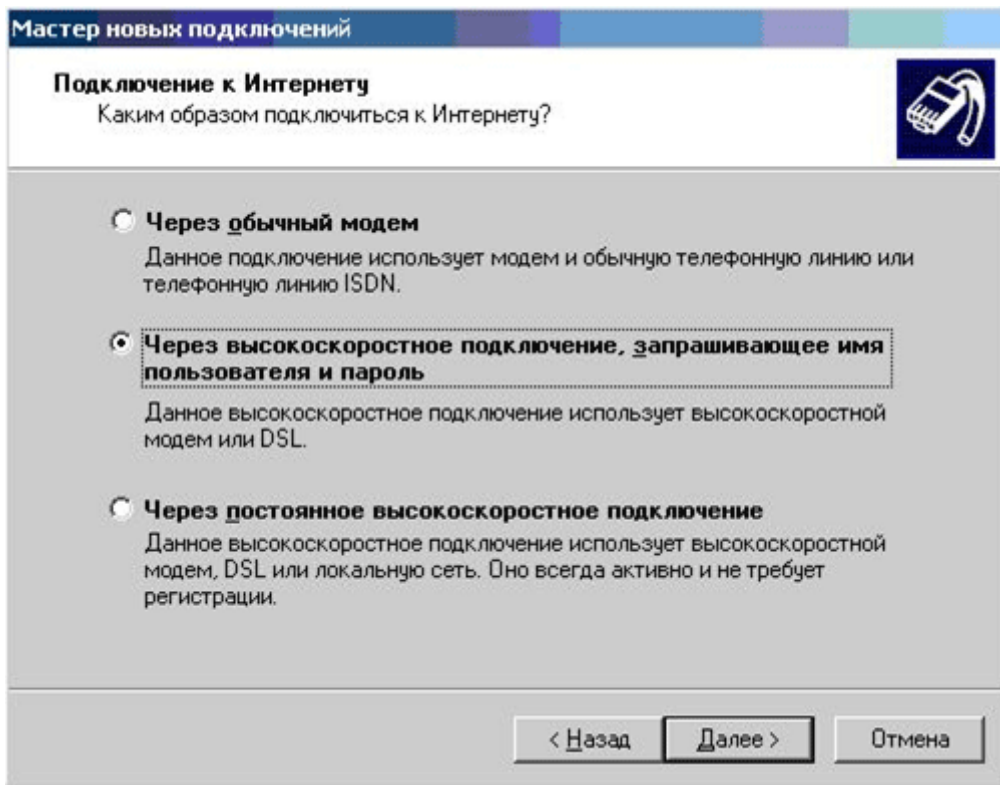 Мастер новых подключений
Подключение к Интернету
Каким образом подключиться к Интернету?
Через обычный модем
Данное подключение использует модем и обычную телефонную линию или
телефонную линию ISDN.
Через высокоскоростное подключение, запрашивающее имя
пользователя и пароль
Данное высокоскоростное подключение использует высокоскоростной
модем или DSL.
Через постоянное высокоскоростное подключение
Данное высокоскоростное подключение использует высокоскоростной
модем, DSL или локальную сеть. Оно всегда активно и не требует
регистрации.
< Назад
Далее >
Отмена